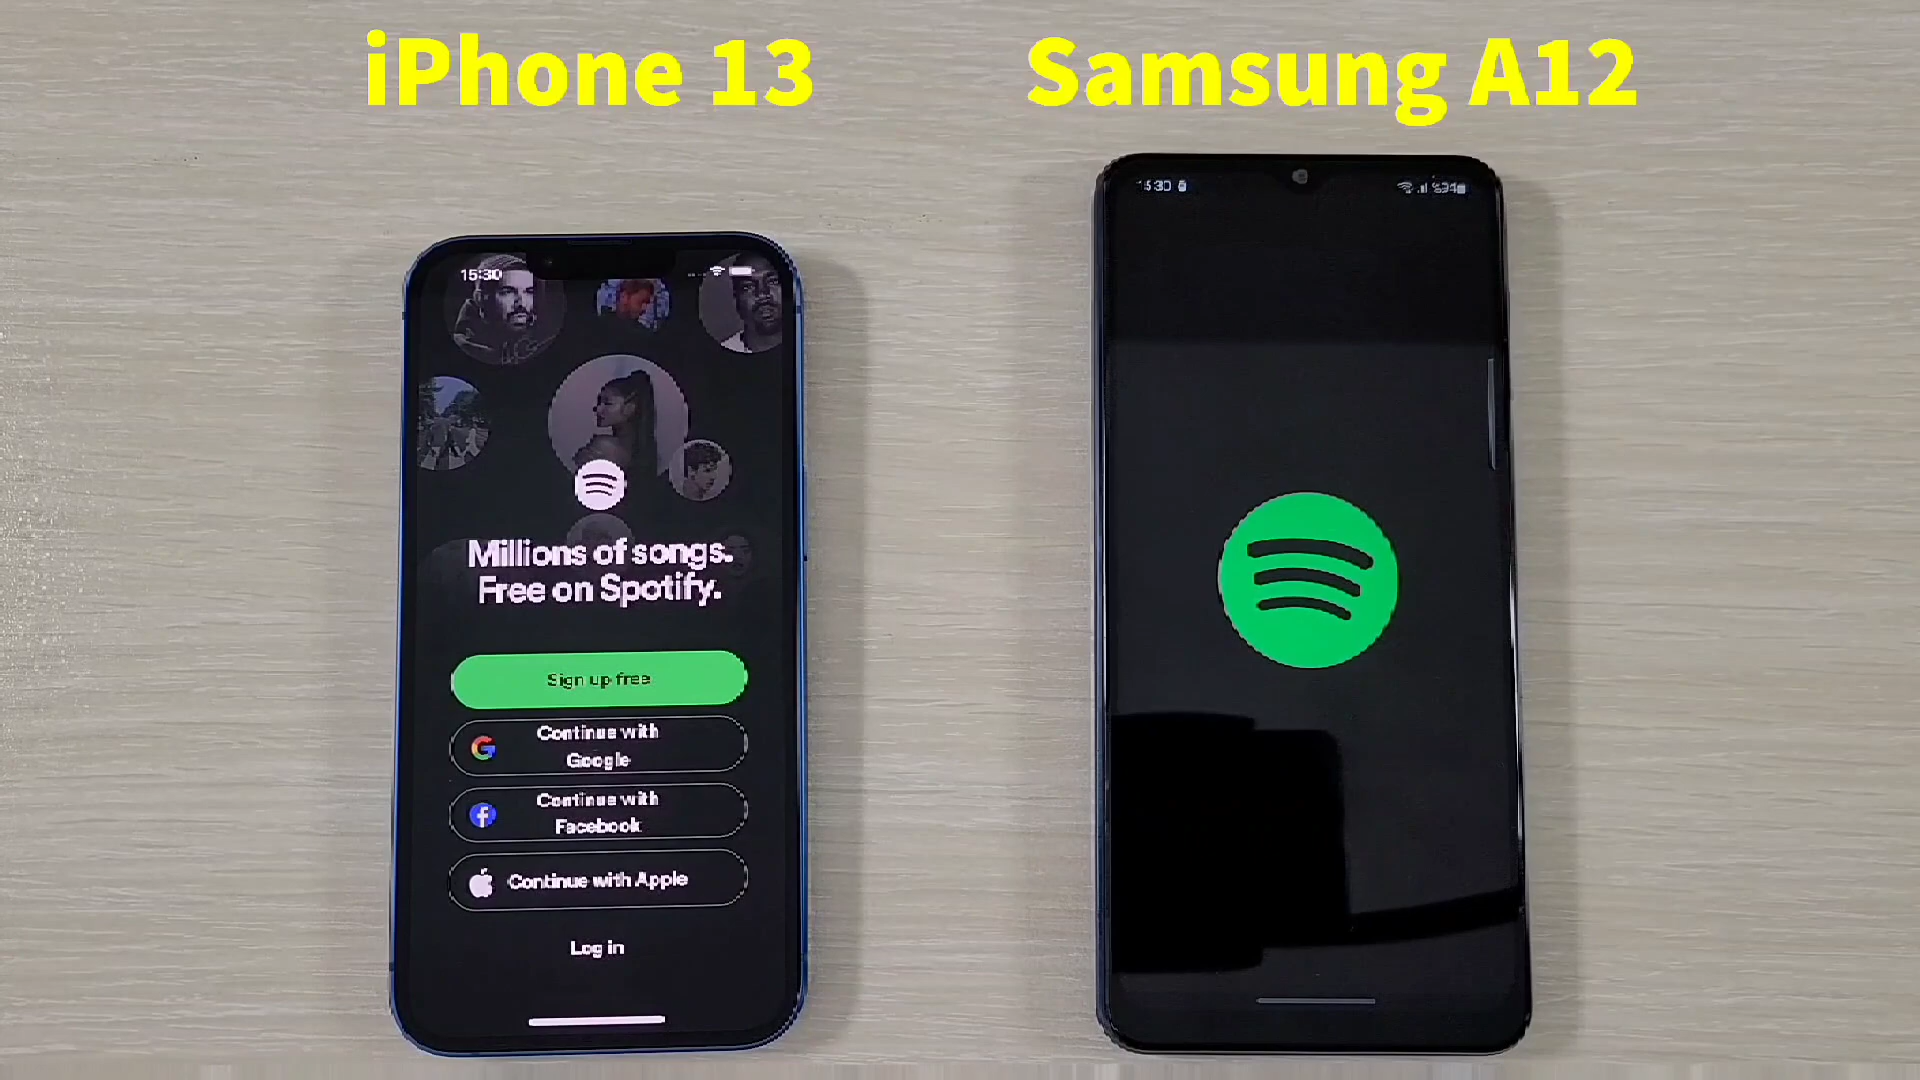 iPhone 13
Samsung A12
15:30
15:30
Millions of songs.
Free on Spotify.
Sign up free
Continue with
Google
Continue with
Facebook
Continue with Apple
Log in